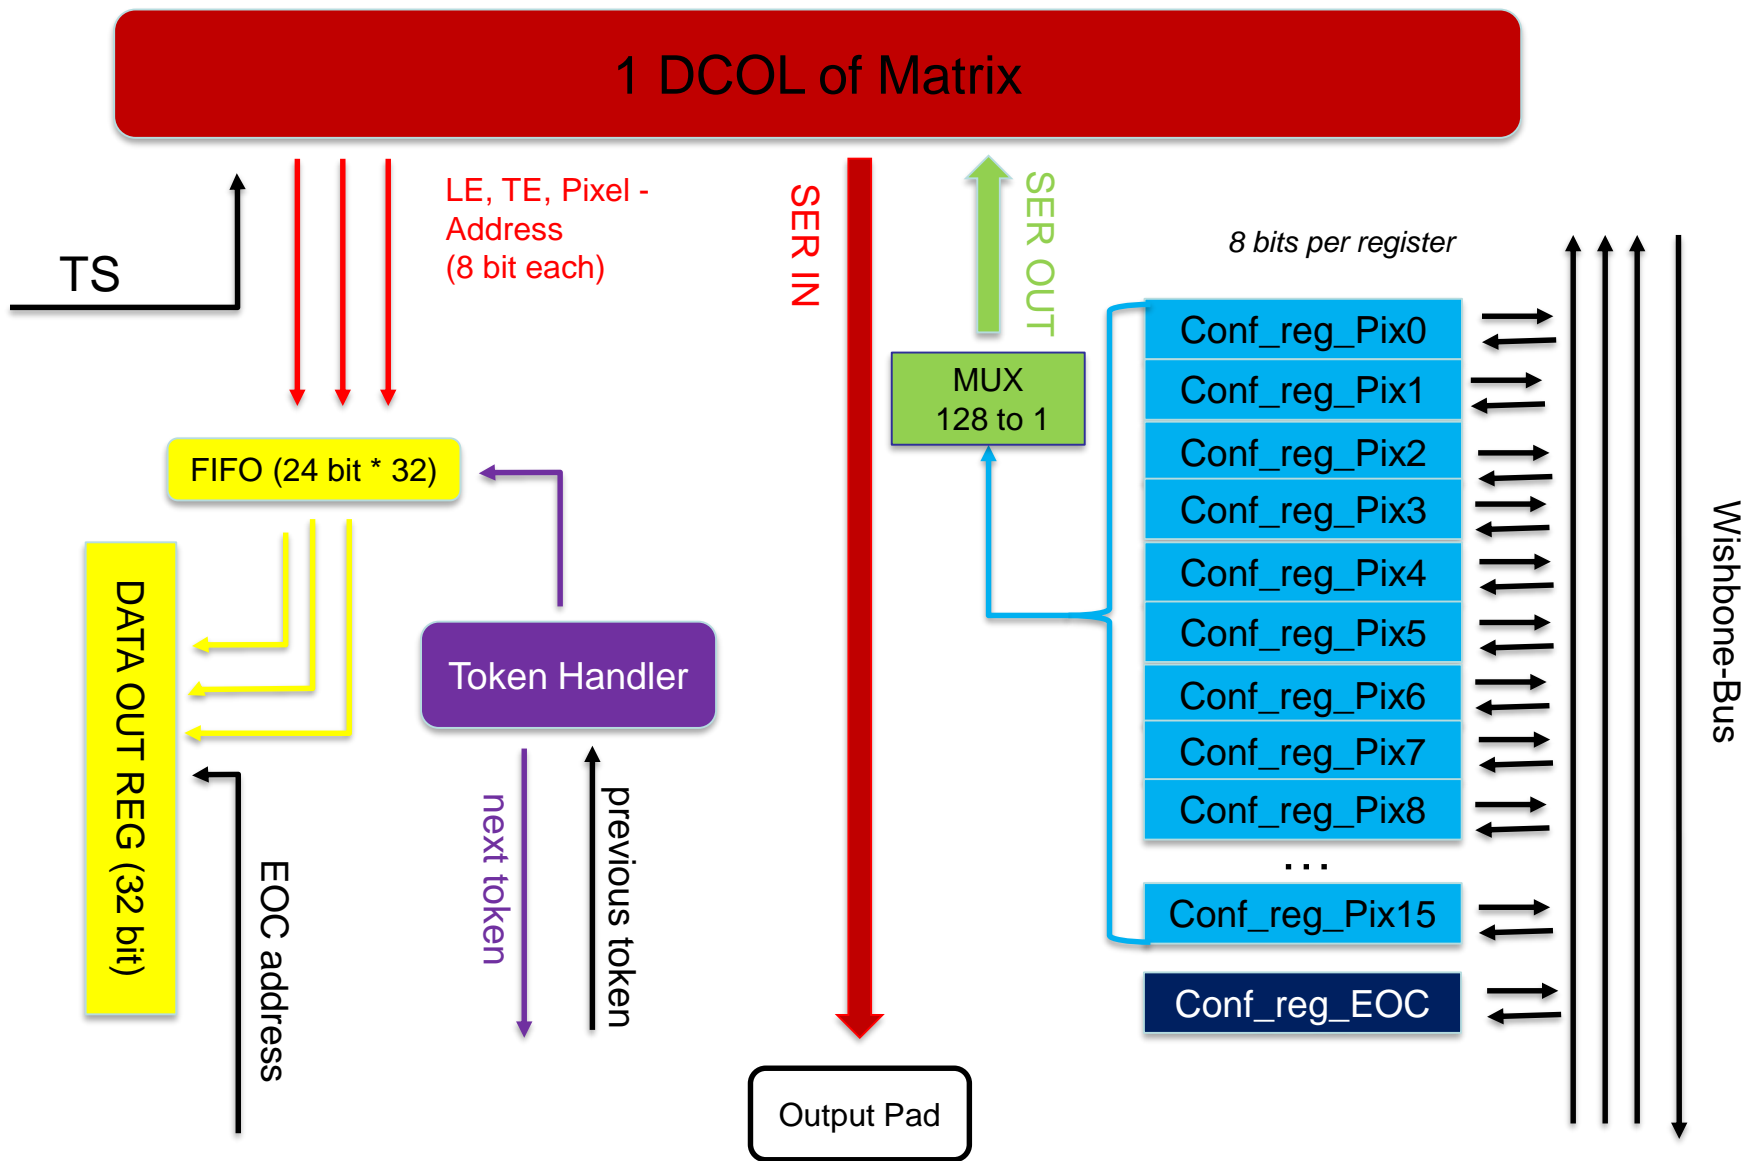 1 DCOL of Matrix
TS
LE, TE, Pixel -
Address
(8 bit each)
SER IN
SER OUT
8 bits per register
MUX
128 to 1
FIFO (24 bit * 32)
DATA OUT REG (32 bit)
EOC address
Token Handler
next token
previous token
Conf_reg_Pix0
Conf_reg_Pix1
Conf_reg_Pix2
Conf_reg_Pix3
Conf_reg_Pix4
Conf_reg_Pix5
Conf_reg_Pix6
Conf_reg_Pix7
Conf_reg_Pix8
...
Conf_reg_Pix15
Conf_reg_EOC
Wishbone-Bus
Output Pad